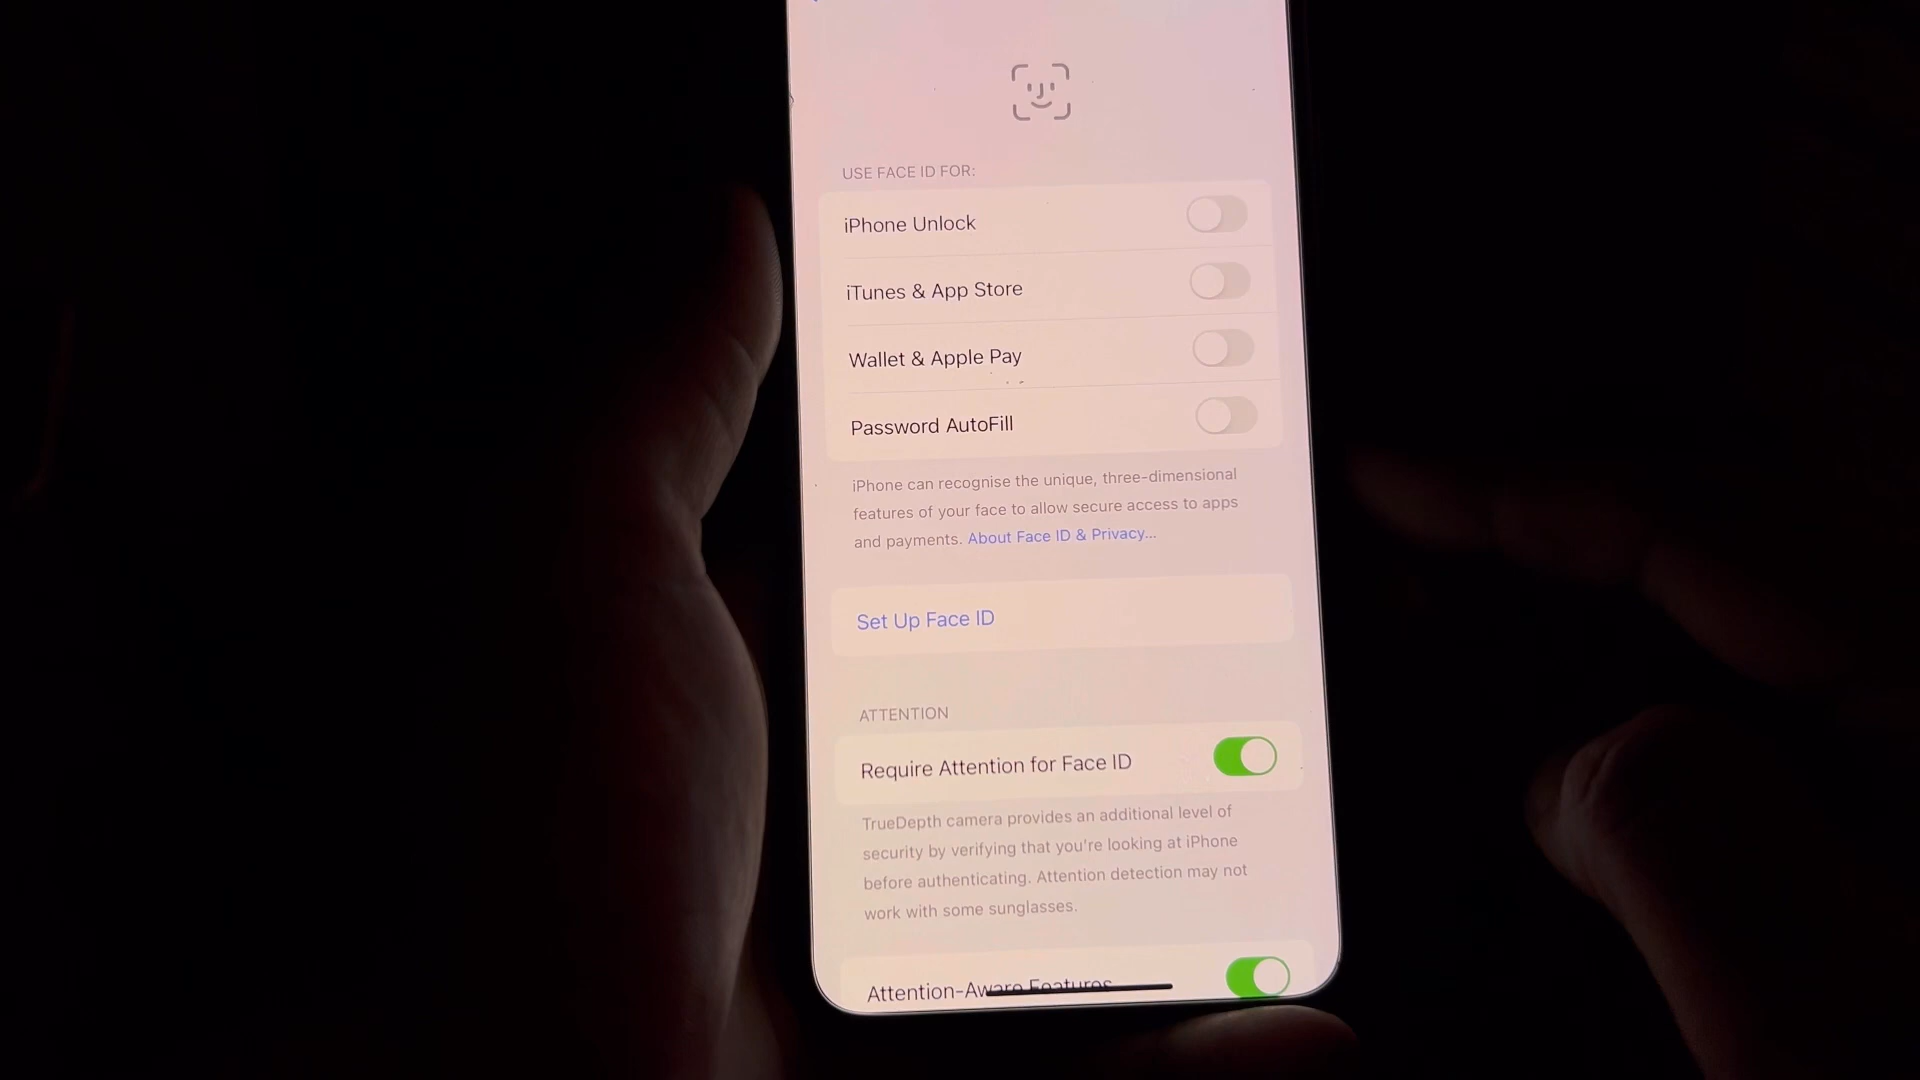 USE FACE ID FOR:
iPhone Unlock
iTunes & App Store
Wallet & Apple Pay
Password AutoFill
iPhone can recognise the unique, three-dimensional
features of your face to allow secure access to apps
and payments. About Face ID & Privacy...
Set Up Face ID
ATTENTION
Require Attention for Face ID
TrueDepth camera provides an additional level of
security by verifying that you're looking at iPhone
before authenticating. Attention detection may not
work with some sunglasses.
Attention-Aware Features